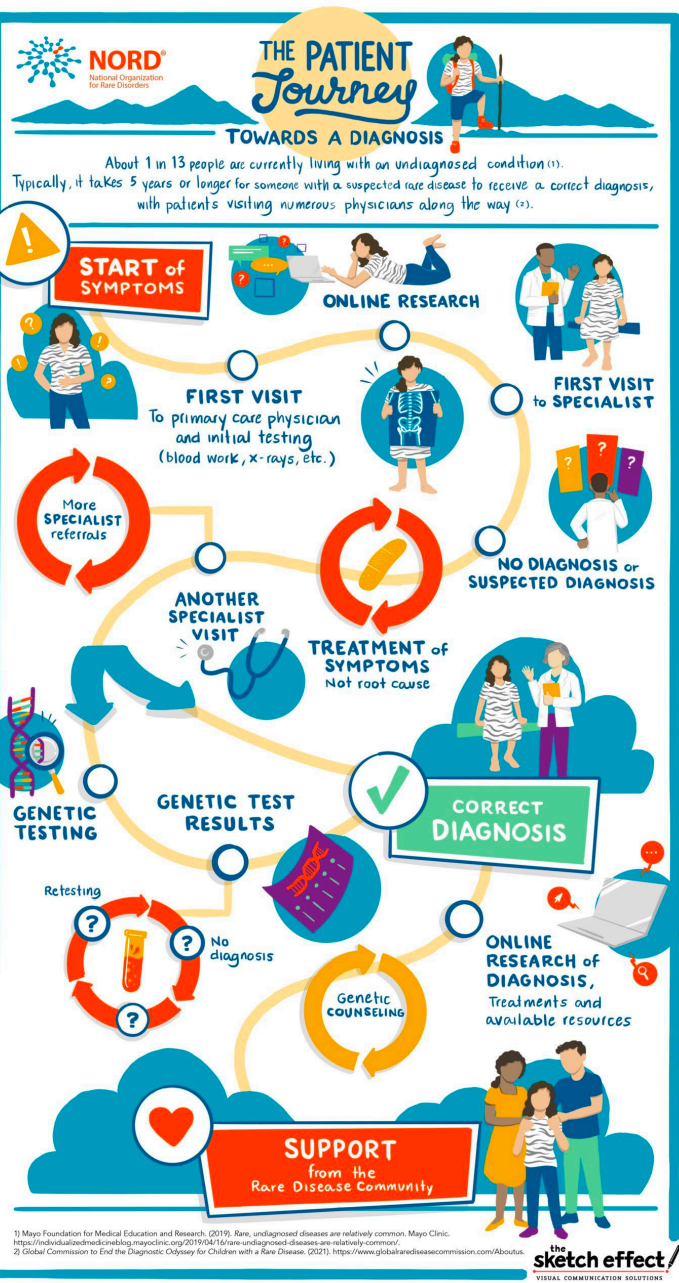 NORD®
National Organization
for Rare Disorders
THE PATIENT
Journey
TOWARDS A DIAGNOSIS
About 1 in 13 people are currently living with an undiagnosed condition (1).
Typically, it takes 5 years or longer for someone with a suspected rare disease to receive a correct diagnosis,
with patients visiting numerous physicians along the way (2).
!
START of
SYMPTOMS
?
!
!
?
?
?
ONLINE RESEARCH
FIRST VISIT
To primary care physician
and initial testing
(blood work, x-rays, etc.)
FIRST VISIT
to SPECIALIST
?
?
?
NO DIAGNOSIS or
SUSPECTED DIAGNOSIS
More
SPECIALIST
referrals
TREATMENT of
SYMPTOMS
Not root cause
ANOTHER
SPECIALIST
VISIT
GENETIC
TESTING
GENETIC TEST
RESULTS
CORRECT
DIAGNOSIS
Retesting
?
?
No
diagnosis
?
ONLINE
RESEARCH of
DIAGNOSIS,
Treatments and
available resources
Genetic
COUNSELING
SUPPORT
from the
Rare Disease Community
1) Mayo Foundation for Medical Education and Research. (2019). Rare, undiagnosed diseases are relatively common. Mayo Clinic.
https://individualizedmedicineblog.mayoclinic.org/2019/04/16/rare-undiagnosed-diseases-are-relatively-common/.
2) Global Commission to End the Diagnostic Odyssey for Children with a Rare Disease. (2021). https://www.globalrarediseasecommission.com/Aboutus.
the
sketch effect
VISUAL COMMUNICATION SOLUTIONS